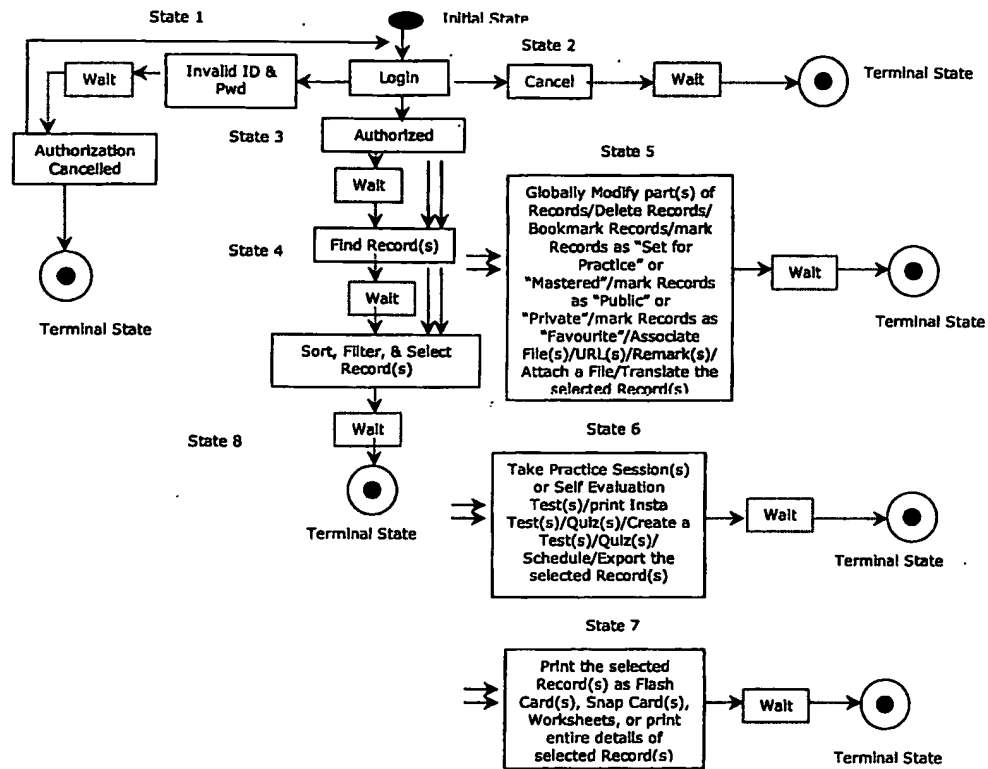 State 1
Initial State
State 2
Wait
Invalid ID &
Pwd
Login
Cancel
Wait
Terminal State
State 3
Authorized
Authorization
Cancelled
Wait
State 4
Find Record(s)
Terminal State
Wait
Sort, Filter, & Select
Record(s)
State 8
Wait
Terminal State
State 5
Globally Modify part(s) of
Records/Delete Records/
Bookmark Records/mark
Records as "Set for
Practice" or
"Mastered"/mark Records
as "Public" or
"Private"/mark Records as
"Favourite"/Associate
File(s)/URL(s)/Remark(s)/
Attach a File/Translate the
selected Record(s)
Wait
Terminal State
State 6
Take Practice Session(s)
or Self Evaluation
Test(s)/print Insta
Test(s)/Quiz(s)/Create a
Test(s)/Quiz(s)/
Schedule/Export the
selected Record(s)
Wait
Terminal State
State 7
Print the selected
Record(s) as Flash
Card(s), Snap Card(s),
Worksheets, or print
entire details of
selected Record(s)
Wait
Terminal State